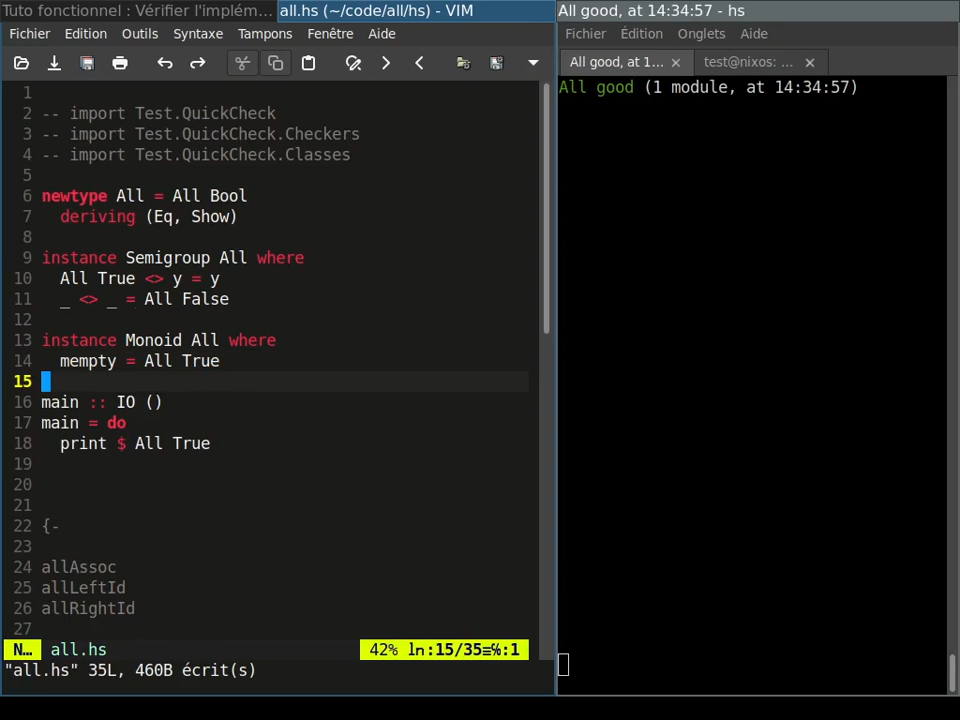 Tuto fonctionnel : Vérifier l'implém…
all.hs (~/code/all/hs) - VIM
Fichier Edition Outils Syntaxe Tampons Fenêtre Aide
1
2 -- import Test.QuickCheck
3 -- import Test.QuickCheck.Checkers
4 -- import Test.QuickCheck.Classes
5
6 newtype All = All Bool
7   deriving (Eq, Show)
8
9 instance Semigroup All where
10   All True <> y = y
11   _ <> _ = All False
12
13 instance Monoid All where
14   mempty = All True
15
16 main :: IO ()
17 main = do
18   print $ All True
19
20
21
22 {-
23
24 allAssoc
25 allLeftId
26 allRightId
27
N… all.hs 42% ln:15/35≡℅:1
"all.hs" 35L, 460B écrit(s)
All good, at 14:34:57 - hs
Fichier Édition Onglets Aide
All good, at 1… × test@nixos: … ×
All good (1 module, at 14:34:57)